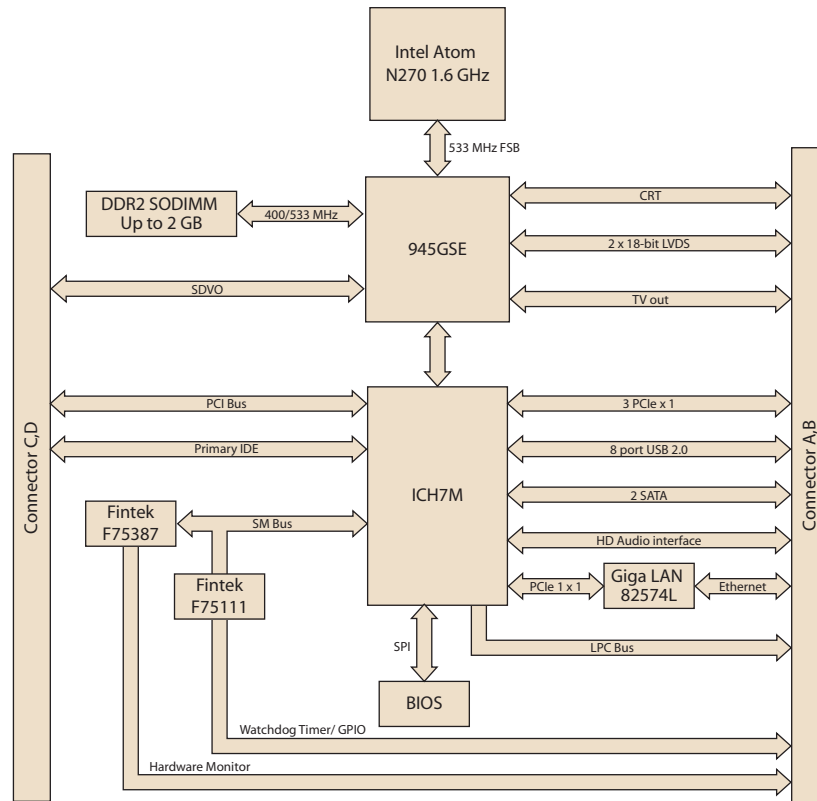 Intel Atom
N270 1.6 GHz
533 MHz FSB
DDR2 SODIMM
Up to 2 GB
400/533 MHz
945GSE
CRT
2 x 18-bit LVDS
SDVO
TV out
Connector C,D
Connector A,B
PCI Bus
3 PCIe x 1
Primary IDE
8 port USB 2.0
ICH7M
2 SATA
Fintek
F75387
SM Bus
HD Audio interface
Fintek
F75111
PCIe 1 x 1
Giga LAN
82574L
Ethernet
SPI
LPC Bus
BIOS
Watchdog Timer/ GPIO
Hardware Monitor